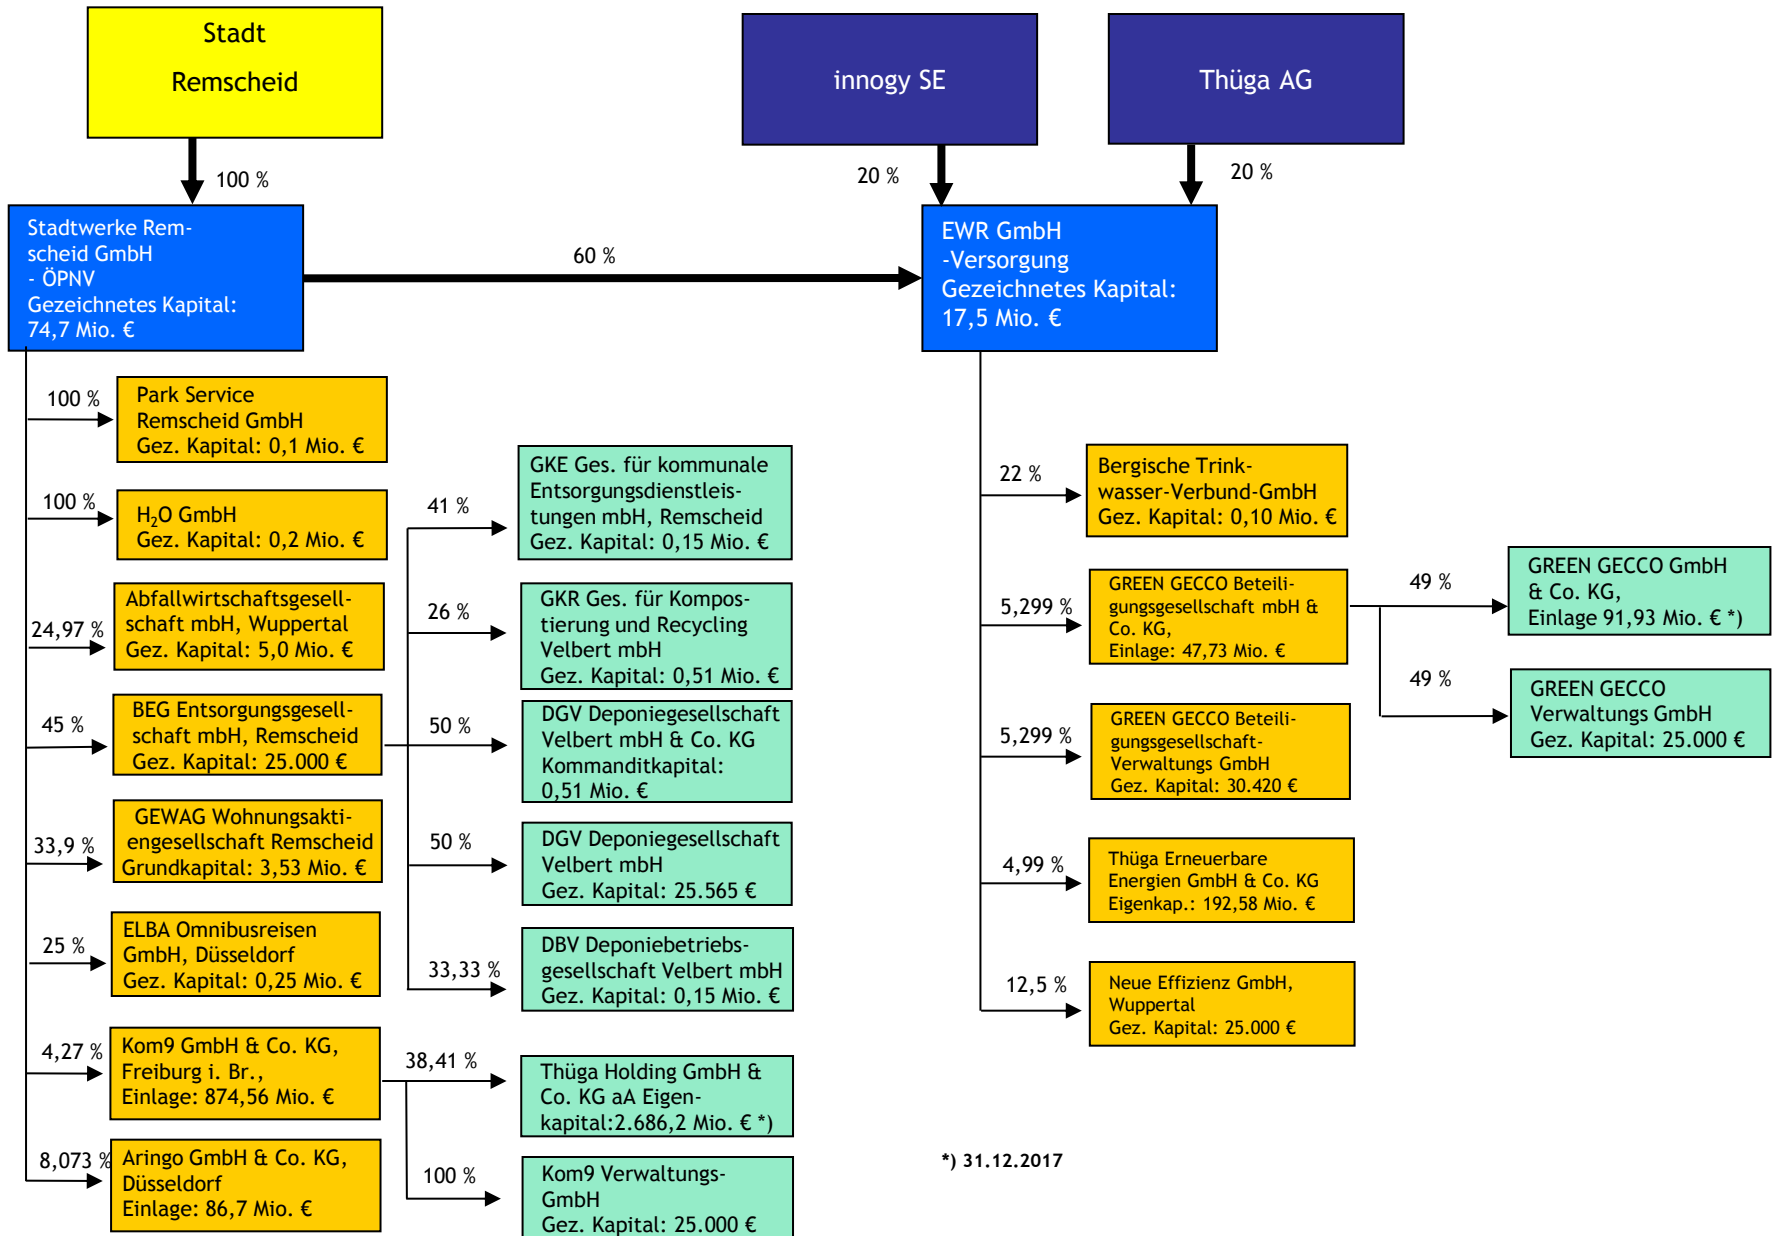 Stadt
Remscheid
innogy SE
Thüga AG
100 %
20 %
20 %
Stadtwerke Rem-
scheid GmbH
- ÖPNV
Gezeichnetes Kapital:
74,7 Mio. €
60 %
EWR GmbH
-Versorgung
Gezeichnetes Kapital:
17,5 Mio. €
100 %
Park Service
Remscheid GmbH
Gez. Kapital: 0,1 Mio. €
100 %
H₂O GmbH
Gez. Kapital: 0,2 Mio. €
24,97 %
Abfallwirtschaftsgesell-
schaft mbH, Wuppertal
Gez. Kapital: 5,0 Mio. €
45 %
BEG Entsorgungsgesell-
schaft mbH, Remscheid
Gez. Kapital: 25.000 €
33,9 %
GEWAG Wohnungsakti-
engesellschaft Remscheid
Grundkapital: 3,53 Mio. €
25 %
ELBA Omnibusreisen
GmbH, Düsseldorf
Gez. Kapital: 0,25 Mio. €
4,27 %
Kom9 GmbH & Co. KG,
Freiburg i. Br.,
Einlage: 874,56 Mio. €
8,073 %
Aringo GmbH & Co. KG,
Düsseldorf
Einlage: 86,7 Mio. €
41 %
GKE Ges. für kommunale
Entsorgungsdienstleis-
tungen mbH, Remscheid
Gez. Kapital: 0,15 Mio. €
26 %
GKR Ges. für Kompos-
tierung und Recycling
Velbert mbH
Gez. Kapital: 0,51 Mio. €
50 %
DGV Deponiegesellschaft
Velbert mbH & Co. KG
Kommanditkapital:
0,51 Mio. €
50 %
DGV Deponiegesellschaft
Velbert mbH
Gez. Kapital: 25.565 €
33,33 %
DBV Deponiebetriebs-
gesellschaft Velbert mbH
Gez. Kapital: 0,15 Mio. €
38,41 %
Thüga Holding GmbH &
Co. KG aA Eigen-
kapital:2.686,2 Mio. € *)
100 %
Kom9 Verwaltungs-
GmbH
Gez. Kapital: 25.000 €
22 %
Bergische Trink-
wasser-Verbund-GmbH
Gez. Kapital: 0,10 Mio. €
5,299 %
GREEN GECCO Beteili-
gungsgesellschaft mbH &
Co. KG,
Einlage: 47,73 Mio. €
5,299 %
GREEN GECCO Beteili-
gungsgesellschaft-
Verwaltungs GmbH
Gez. Kapital: 30.420 €
4,99 %
Thüga Erneuerbare
Energien GmbH & Co. KG
Eigenkap.: 192,58 Mio. €
12,5 %
Neue Effizienz GmbH,
Wuppertal
Gez. Kapital: 25.000 €
49 %
GREEN GECCO GmbH
& Co. KG,
Einlage 91,93 Mio. € *)
49 %
GREEN GECCO
Verwaltungs GmbH
Gez. Kapital: 25.000 €
*) 31.12.2017